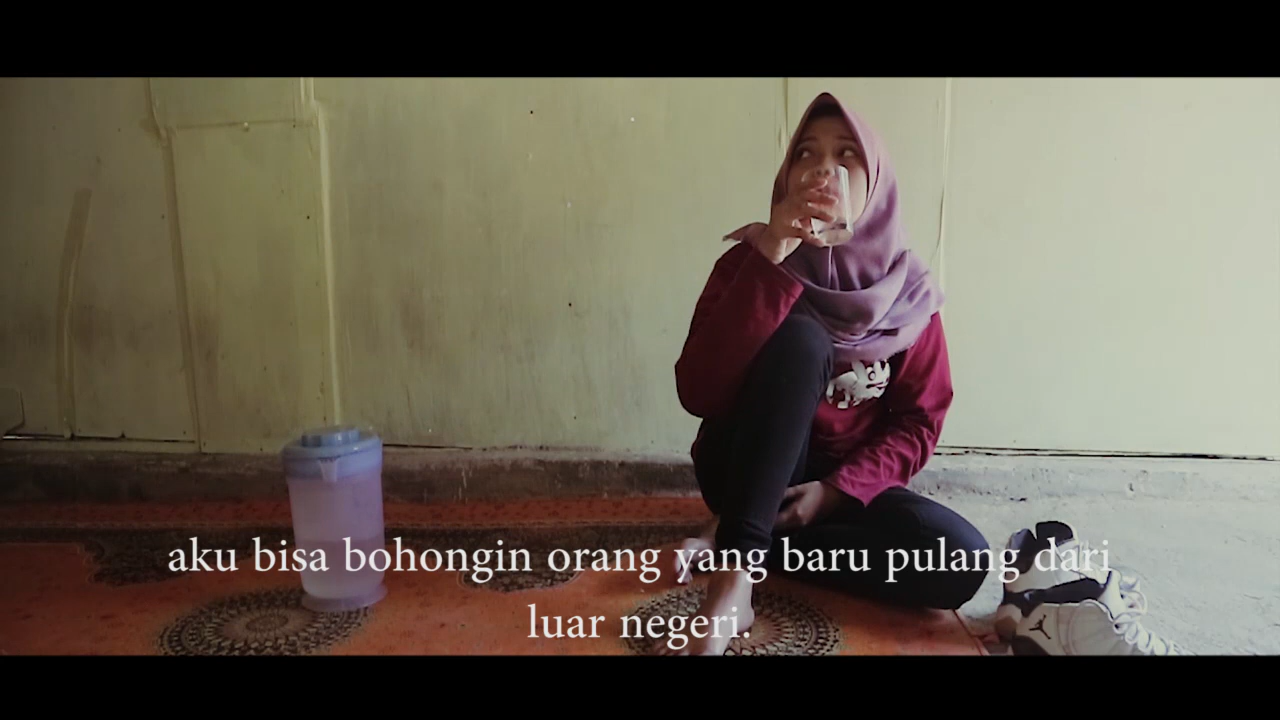 aku bisa bohongin orang yang baru pulang dari
luar negeri.